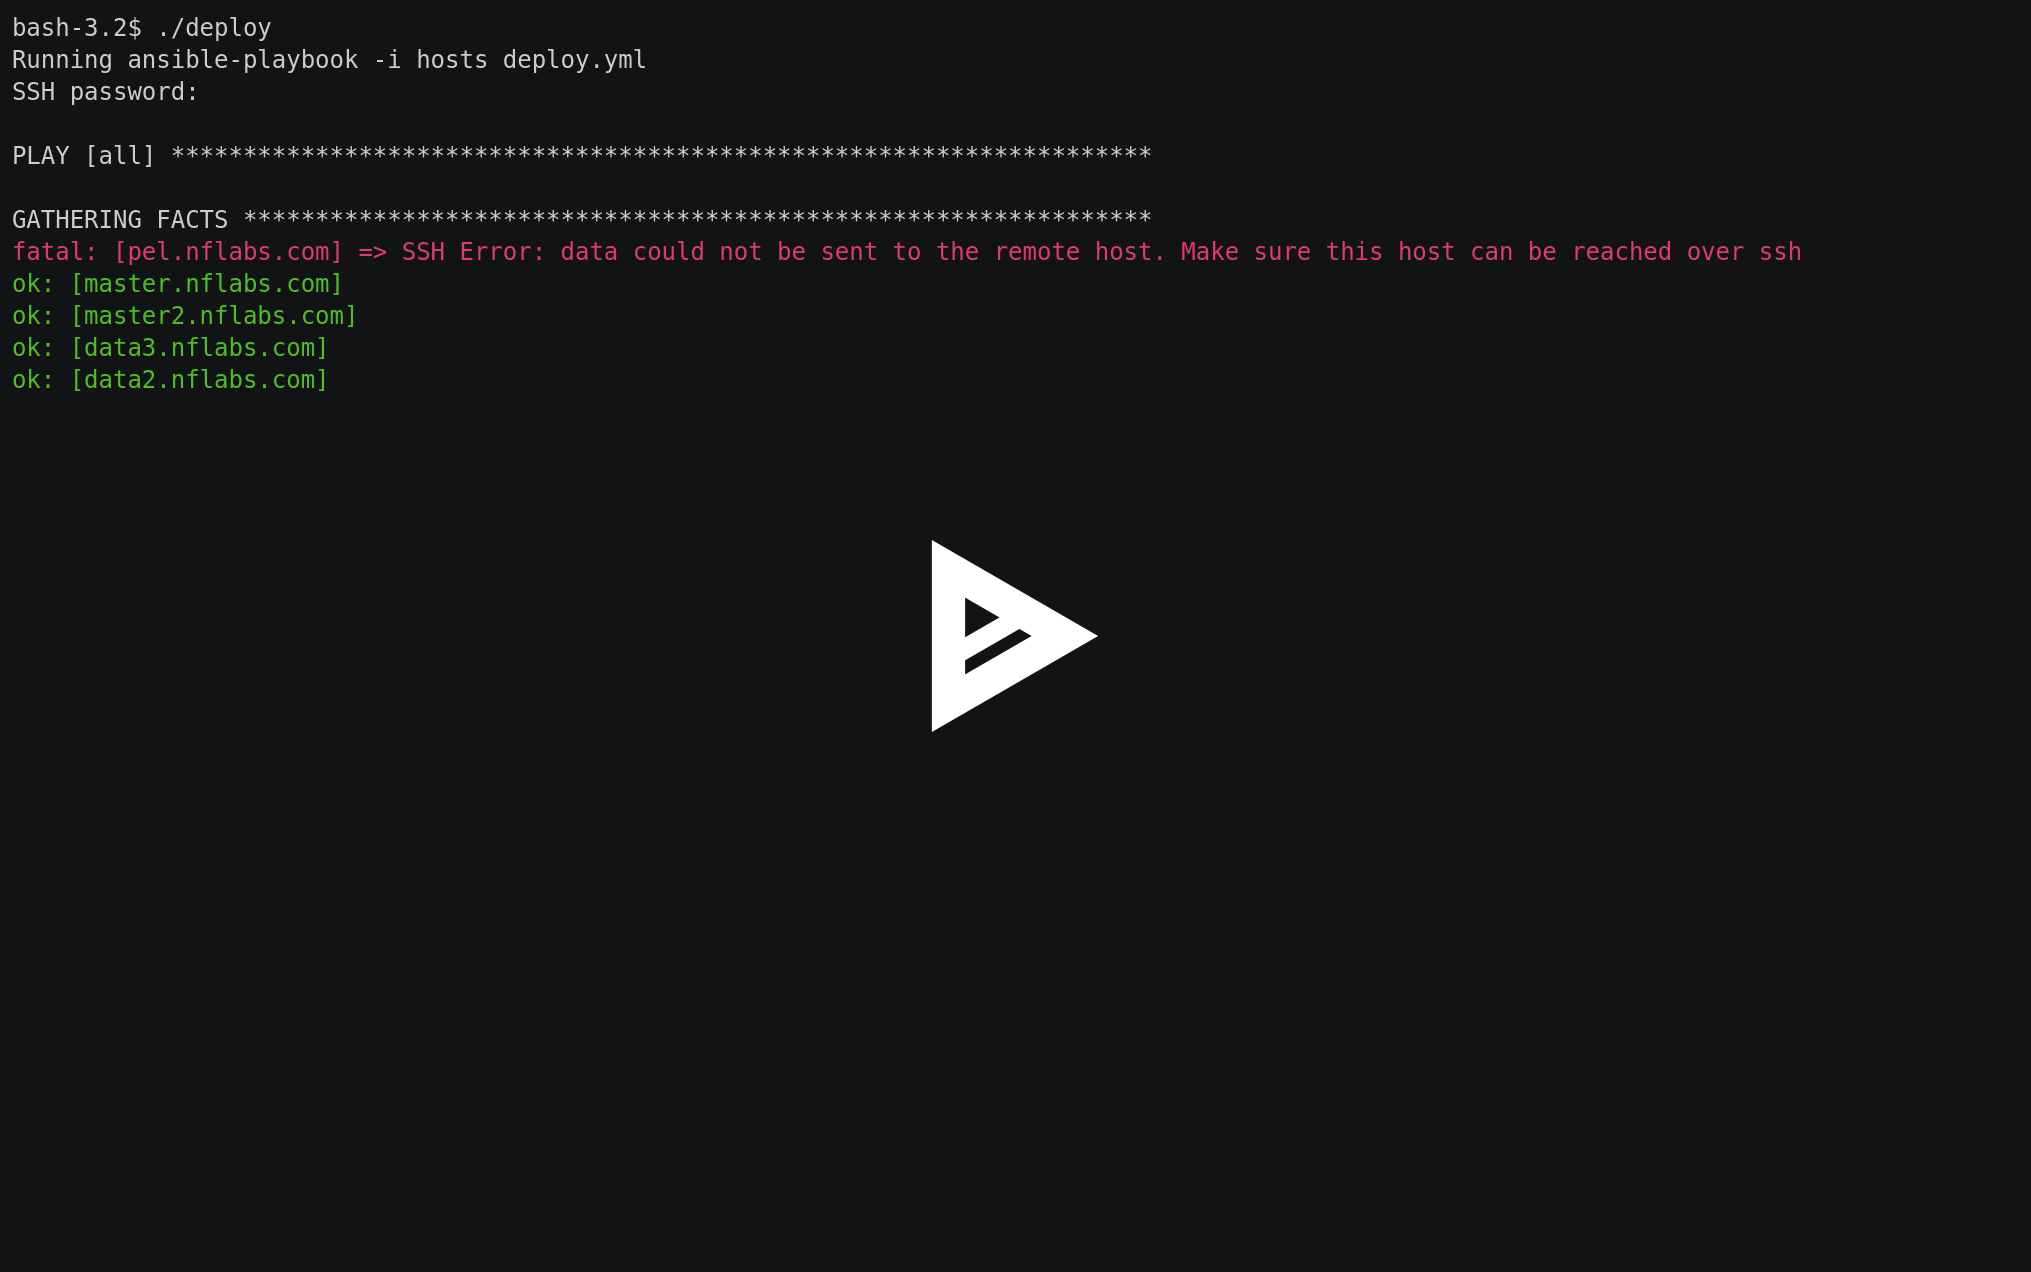 bash-3.2$ ./deploy
Running ansible-playbook -i hosts deploy.yml
SSH password:
PLAY [all] ********************************************************************
GATHERING FACTS ***************************************************************
fatal: [pel.nflabs.com] => SSH Error: data could not be sent to the remote host. Make sure this host can be reached over ssh
ok: [master.nflabs.com]
ok: [master2.nflabs.com]
ok: [data3.nflabs.com]
ok: [data2.nflabs.com]